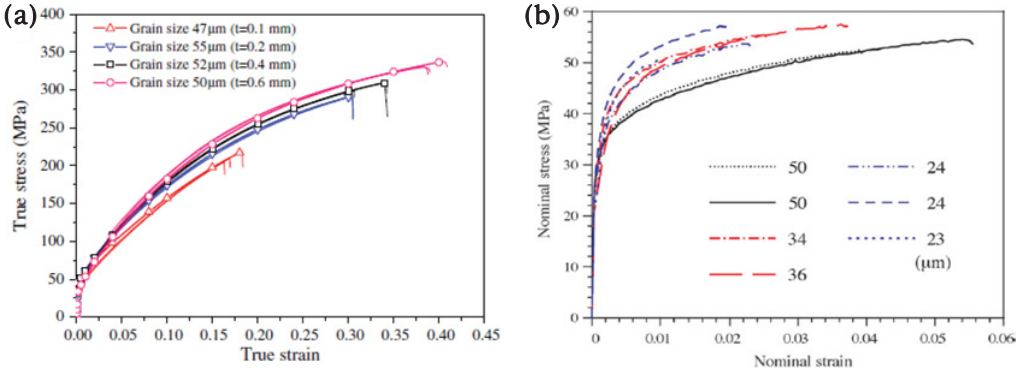 (a)
Grain size 47μm (t=0.1 mm)
Grain size 55μm (t=0.2 mm)
Grain size 52μm (t=0.4 mm)
Grain size 50μm (t=0.6 mm)
True stress (MPa)
400
350
300
250
200
150
100
50
0
0.00 0.05 0.10 0.15 0.20 0.25 0.30 0.35 0.40 0.45
True strain
(b)
Nominal stress (MPa)
60
50
40
30
60
20
0
50
50
34
36
24
24
23
(μm)
0 0.01 0.02 0.03 0.04 0.05 0.06
Nominal strain